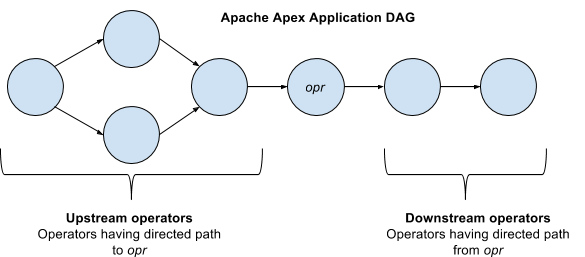 Apache Apex Application DAG
opr
Upstream operators
Operators having directed path
to opr
Downstream operators
Operators having directed path
from opr